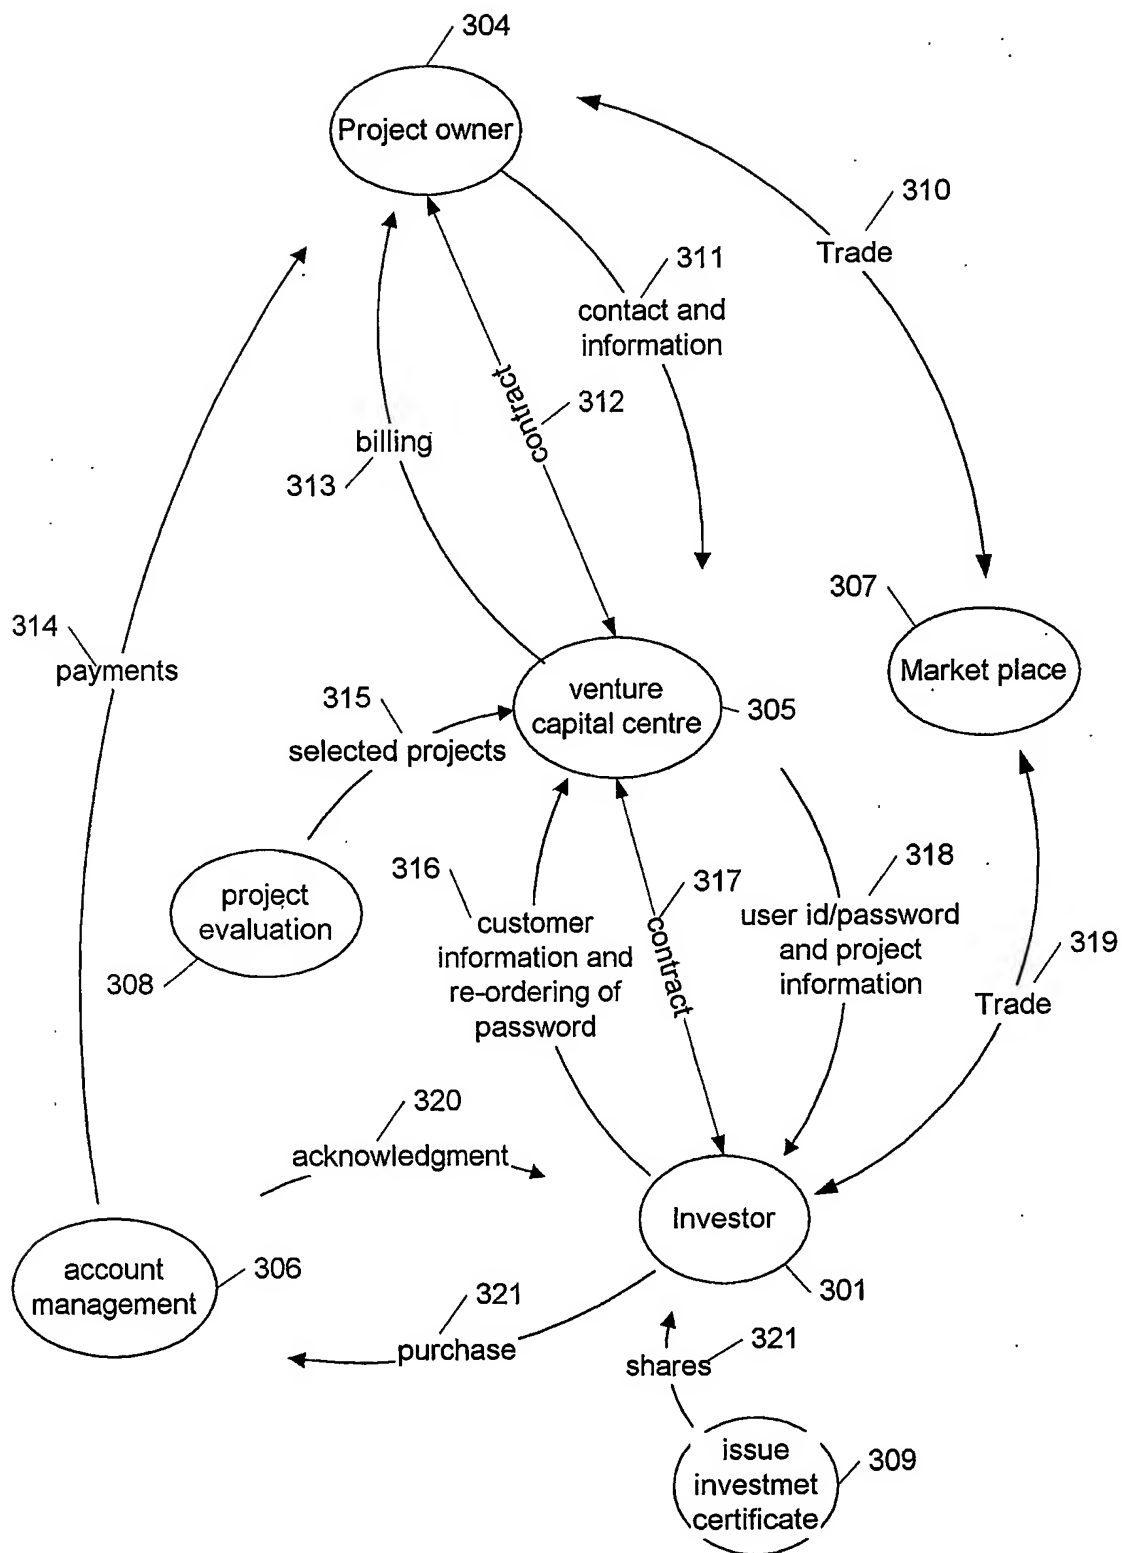 304
Project owner
310
Trade
311
contact and
information
contract
312
billing
313
307
Market place
314
payments
venture
capital centre
305
315
selected projects
project
evaluation
308
316
customer
information and
re-ordering of
password
317
contract
318
user id/password
and project
information
319
Trade
320
acknowledgment
Investor
301
account
management
306
321
purchase
321
shares
issue
investmet
certificate
309